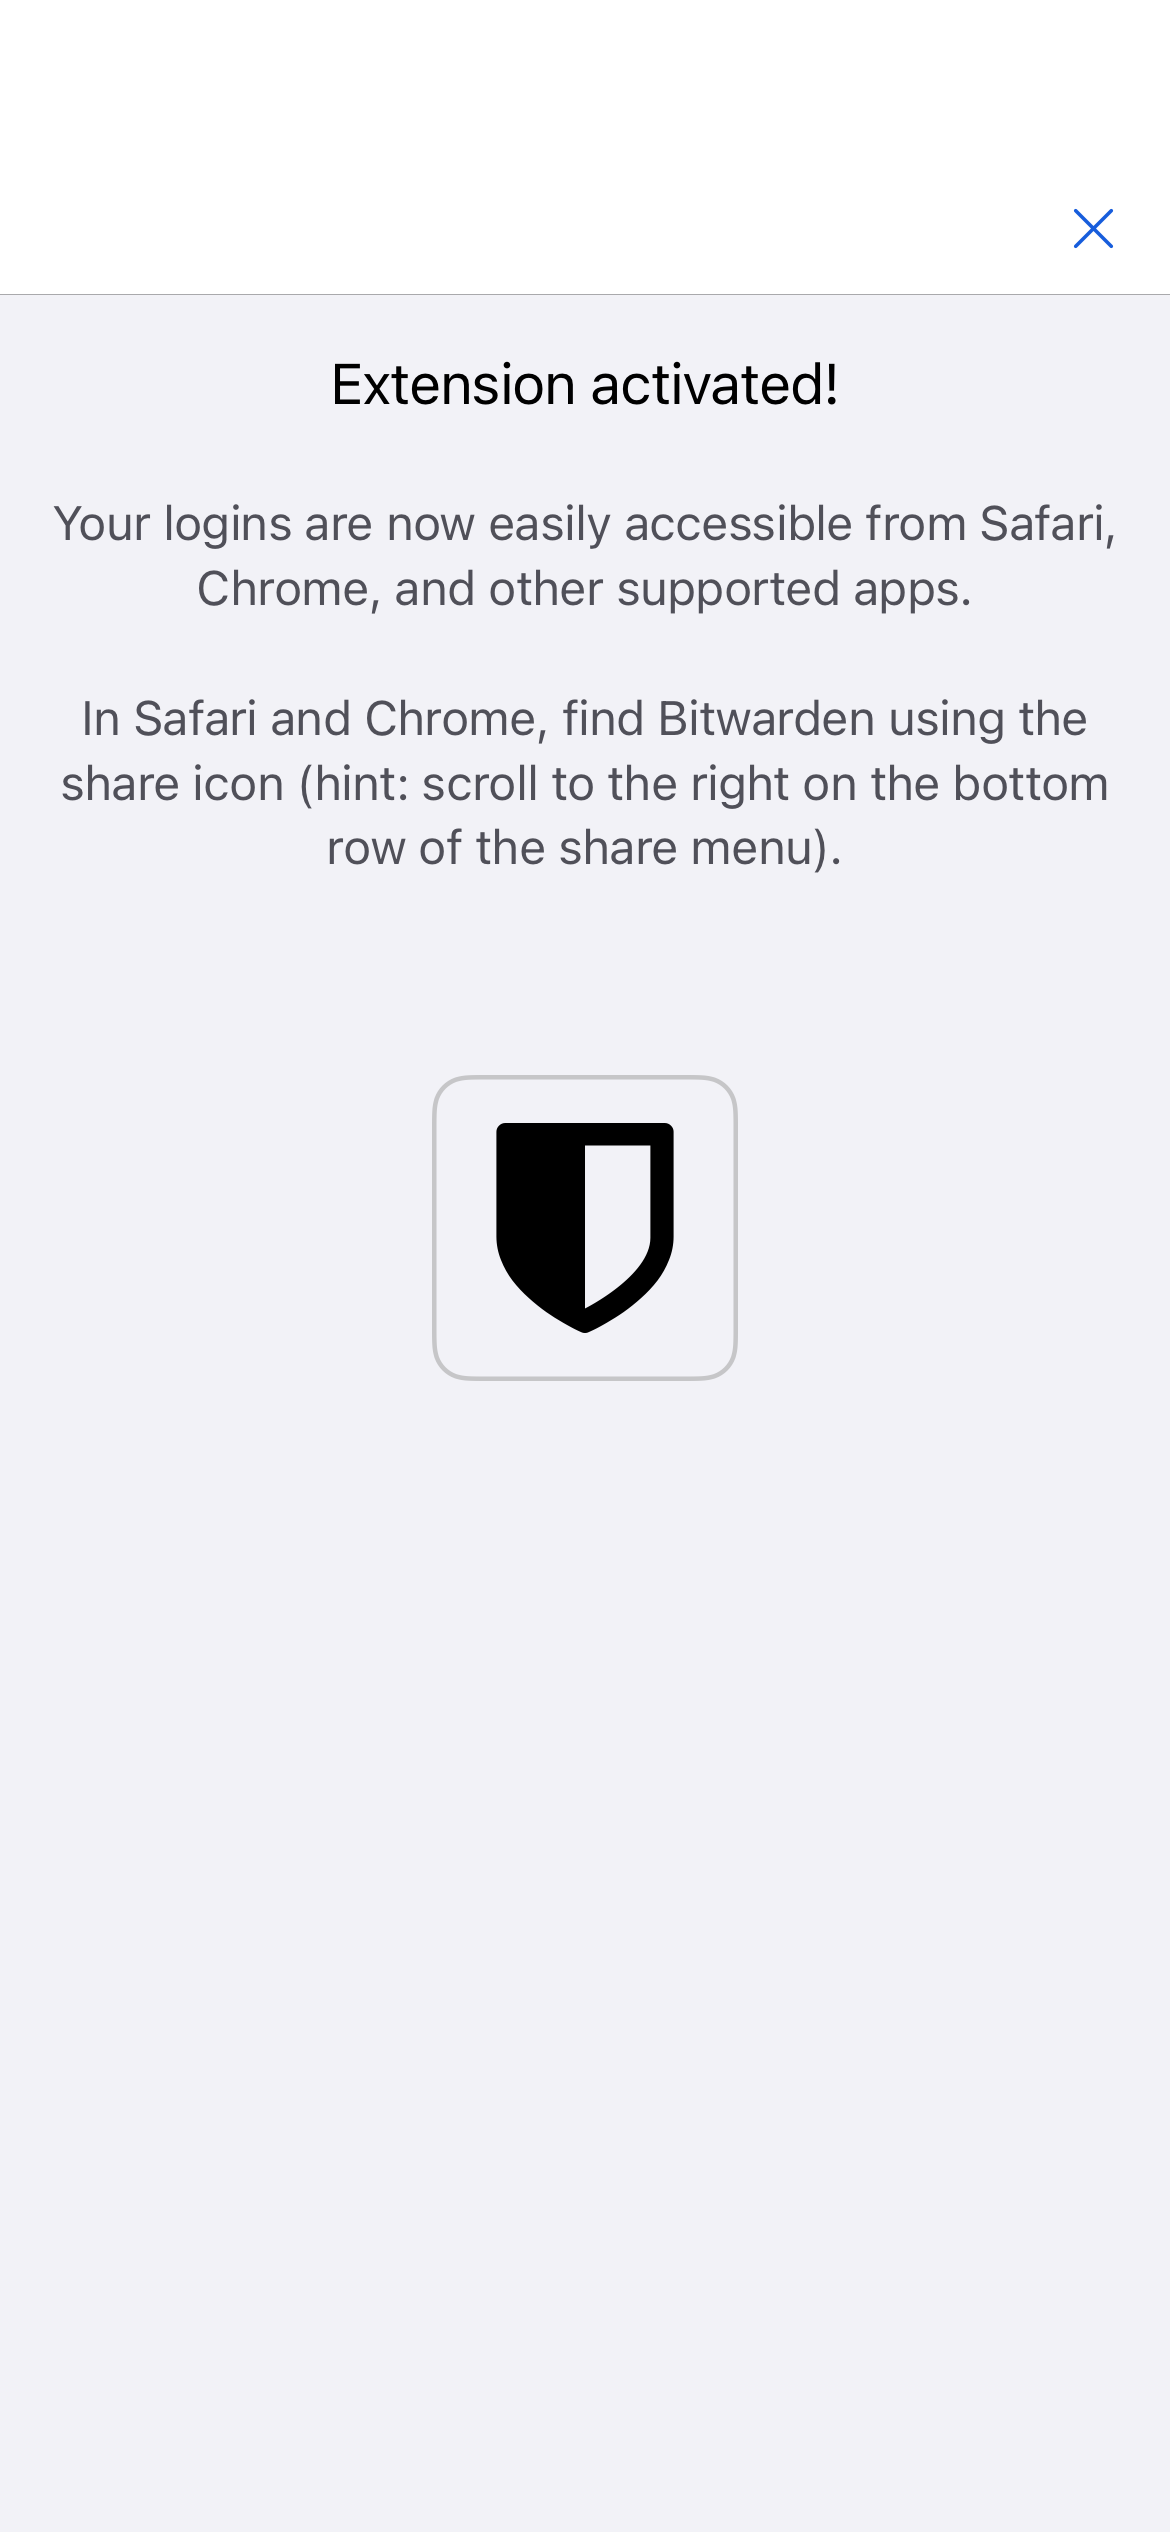 Extension activated!
Your logins are now easily accessible from Safari,
Chrome, and other supported apps.
In Safari and Chrome, find Bitwarden using the
share icon (hint: scroll to the right on the bottom
row of the share menu).